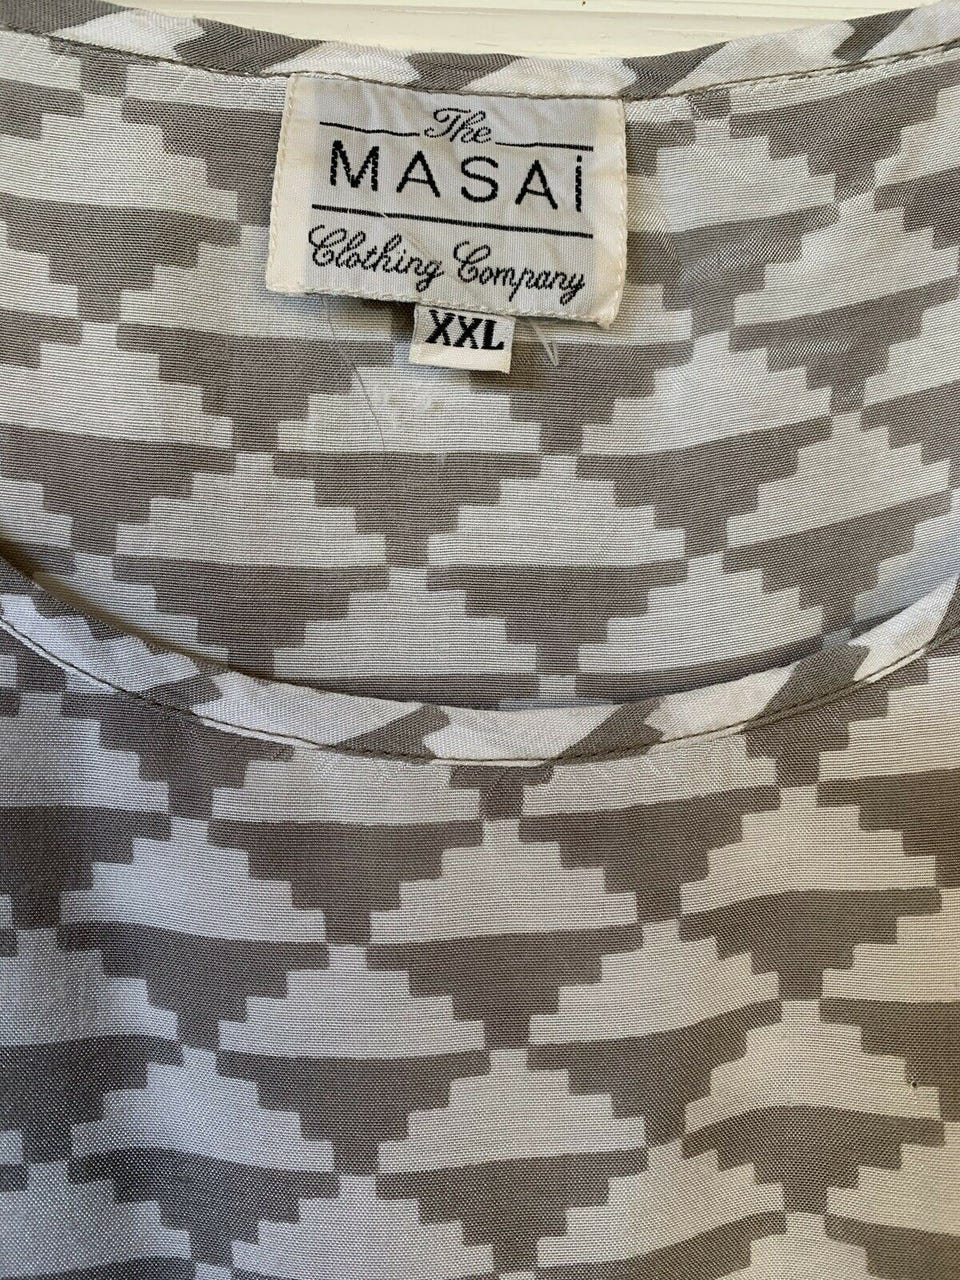 The
MASAi
Clothing Company
XXL